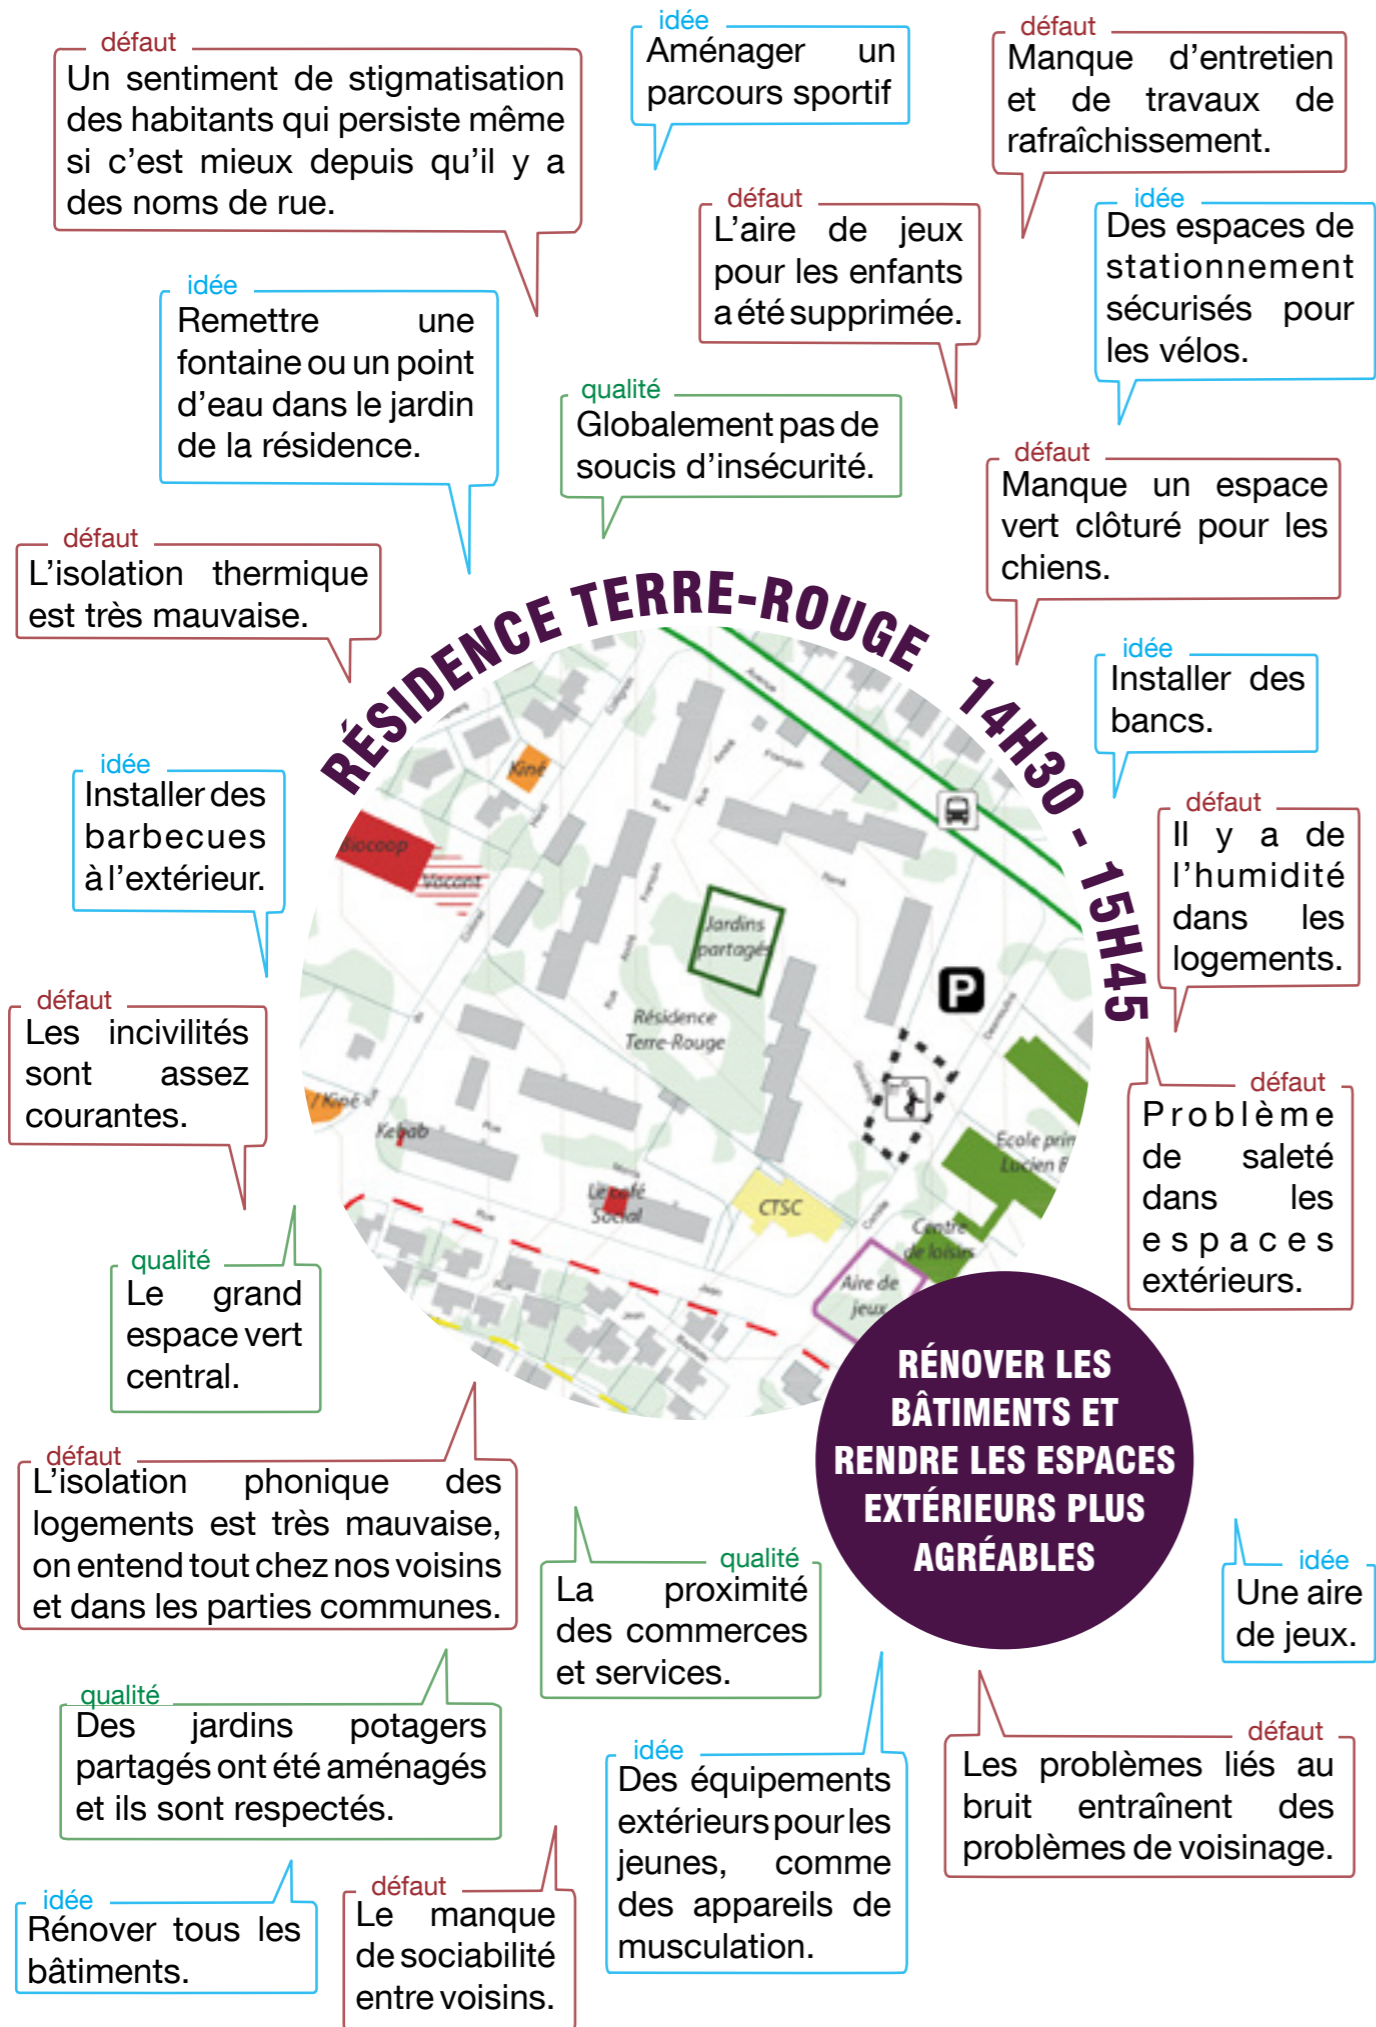 défaut
Un sentiment de stigmatisation
des habitants qui persiste même
si c’est mieux depuis qu’il y a
des noms de rue.
idée
Aménager un
parcours sportif
défaut
Manque d’entretien
et de travaux de
rafraîchissement.
défaut
L’aire de jeux
pour les enfants
a été supprimée.
idée
Des espaces de
stationnement
sécurisés pour
les vélos.
idée
Remettre une
fontaine ou un point
d’eau dans le jardin
de la résidence.
qualité
Globalement pas de
soucis d’insécurité.
défaut
Manque un espace
vert clôturé pour les
chiens.
défaut
L’isolation thermique
est très mauvaise.
RÉSIDENCE TERRE-ROUGE 14H30 - 15H45
idée
Installer des
bancs.
idée
Installer des
barbecues
à l’extérieur.
défaut
Il y a de
l’humidité
dans les
logements.
Avenue
Kiné
Biocoop
Vacant
Rue
Rue
André
Franquin
René
Jardins
partagés
P
Résidence
Terre-Rouge
/ Kiné
Kebab
Rue
Le café
Social
CTSC
Ecole prim
Lucien B
Centre
de loisirs
Aire de
jeux
Rue
Jean
Rue
Jean
défaut
Les incivilités
sont assez
courantes.
défaut
Problème
de saleté
dans les
espaces
extérieurs.
qualité
Le grand
espace vert
central.
RÉNOVER LES
BÂTIMENTS ET
RENDRE LES ESPACES
EXTÉRIEURS PLUS
AGRÉABLES
défaut
L’isolation phonique des
logements est très mauvaise,
on entend tout chez nos voisins
et dans les parties communes.
qualité
La proximité
des commerces
et services.
idée
Une aire
de jeux.
qualité
Des jardins potagers
partagés ont été aménagés
et ils sont respectés.
idée
Des équipements
extérieurs pour les
jeunes, comme
des appareils de
musculation.
défaut
Les problèmes liés au
bruit entraînent des
problèmes de voisinage.
idée
Rénover tous les
bâtiments.
défaut
Le manque
de sociabilité
entre voisins.